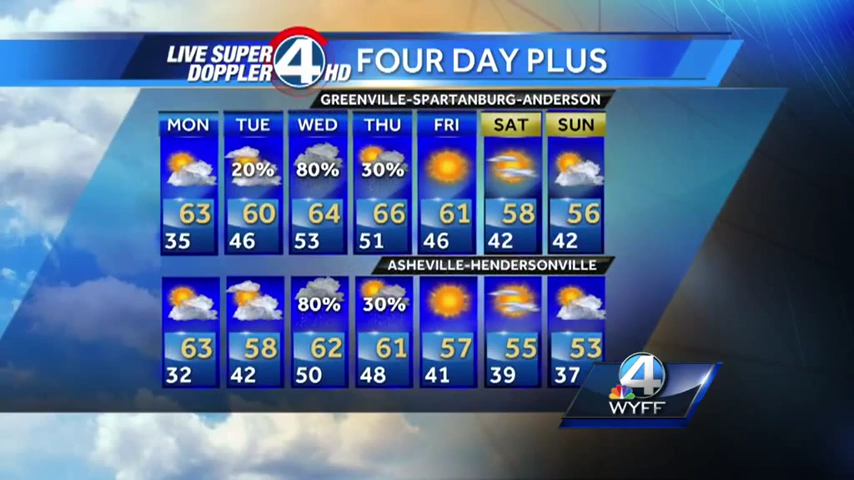 LIVE SUPER DOPPLER 4 HD FOUR DAY PLUS
GREENVILLE-SPARTANBURG-ANDERSON
MON TUE WED THU FRI SAT SUN
20% 80% 30%
63 60 64 66 61 58 56
35 46 53 51 46 42 42
ASHEVILLE-HENDERSONVILLE
80% 30%
63 58 62 61 57 55 53
32 42 50 48 41 39 37
4
WYFF